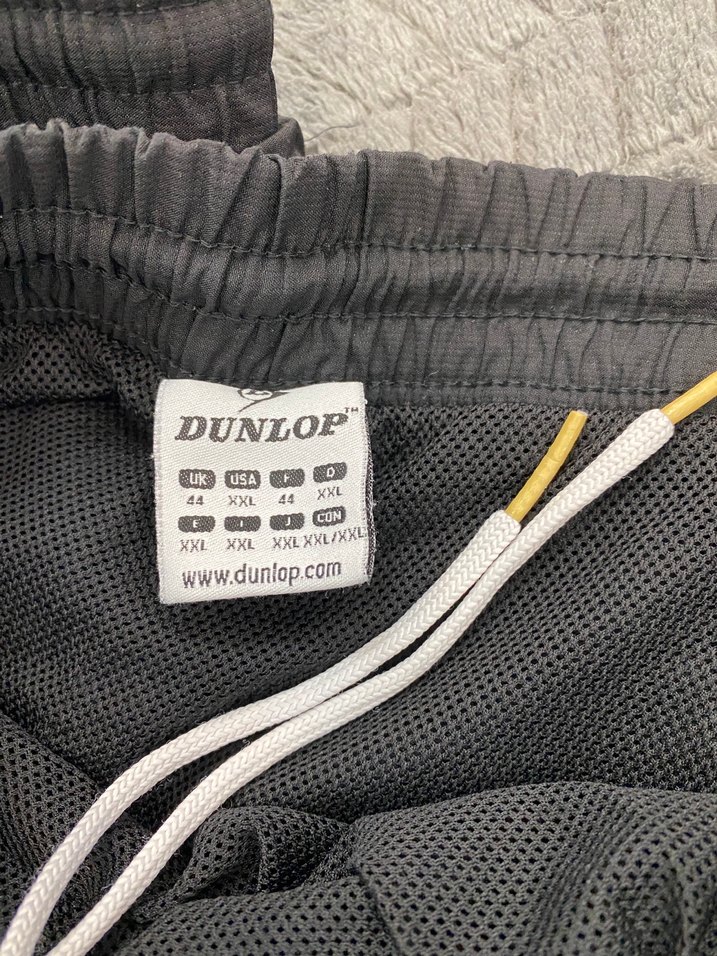 DUNLOP™
UK USA F D
44 XXL 44 XXL
E I J CON
XXL XXL XXL XXL/XXL
www.dunlop.com